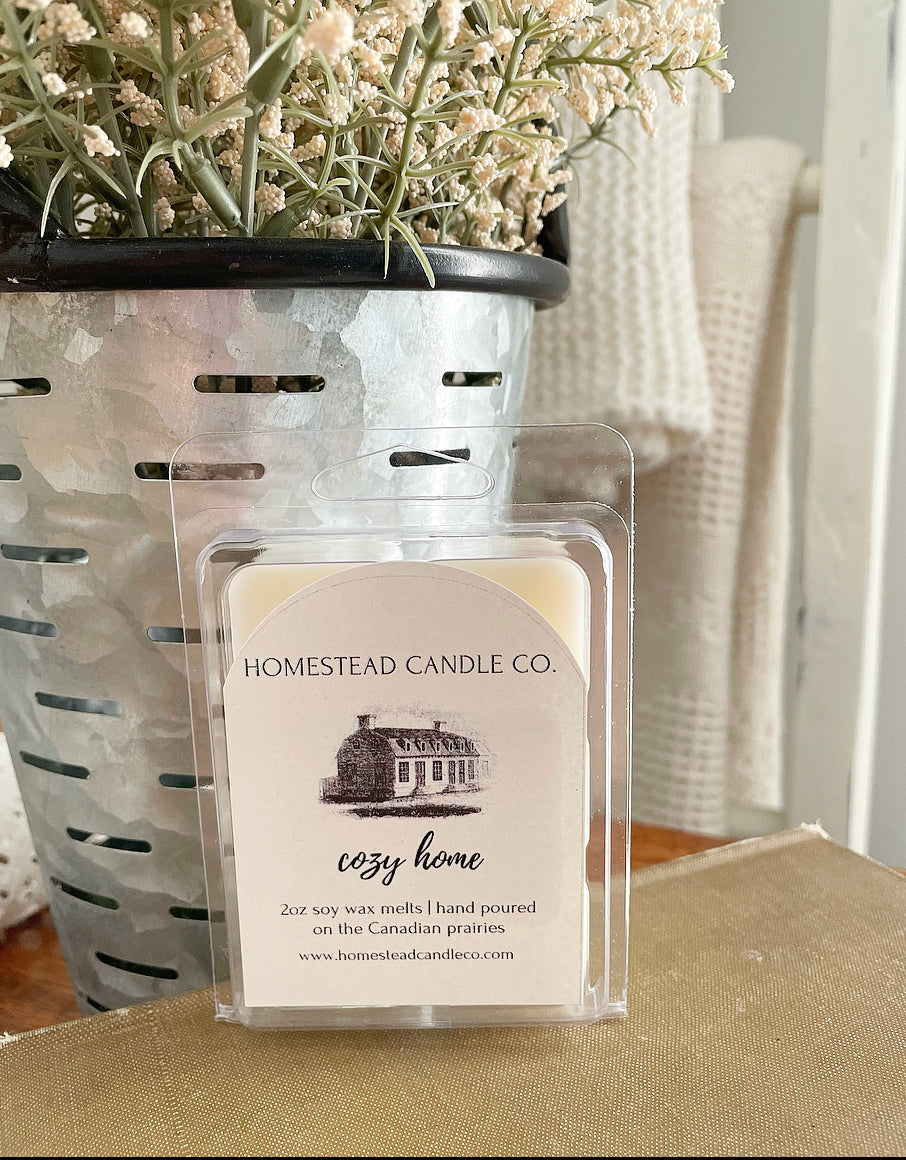 HOMESTEAD CANDLE CO.
cozy home
2oz soy wax melts | hand poured
on the Canadian prairies
www.homesteadcandleco.com